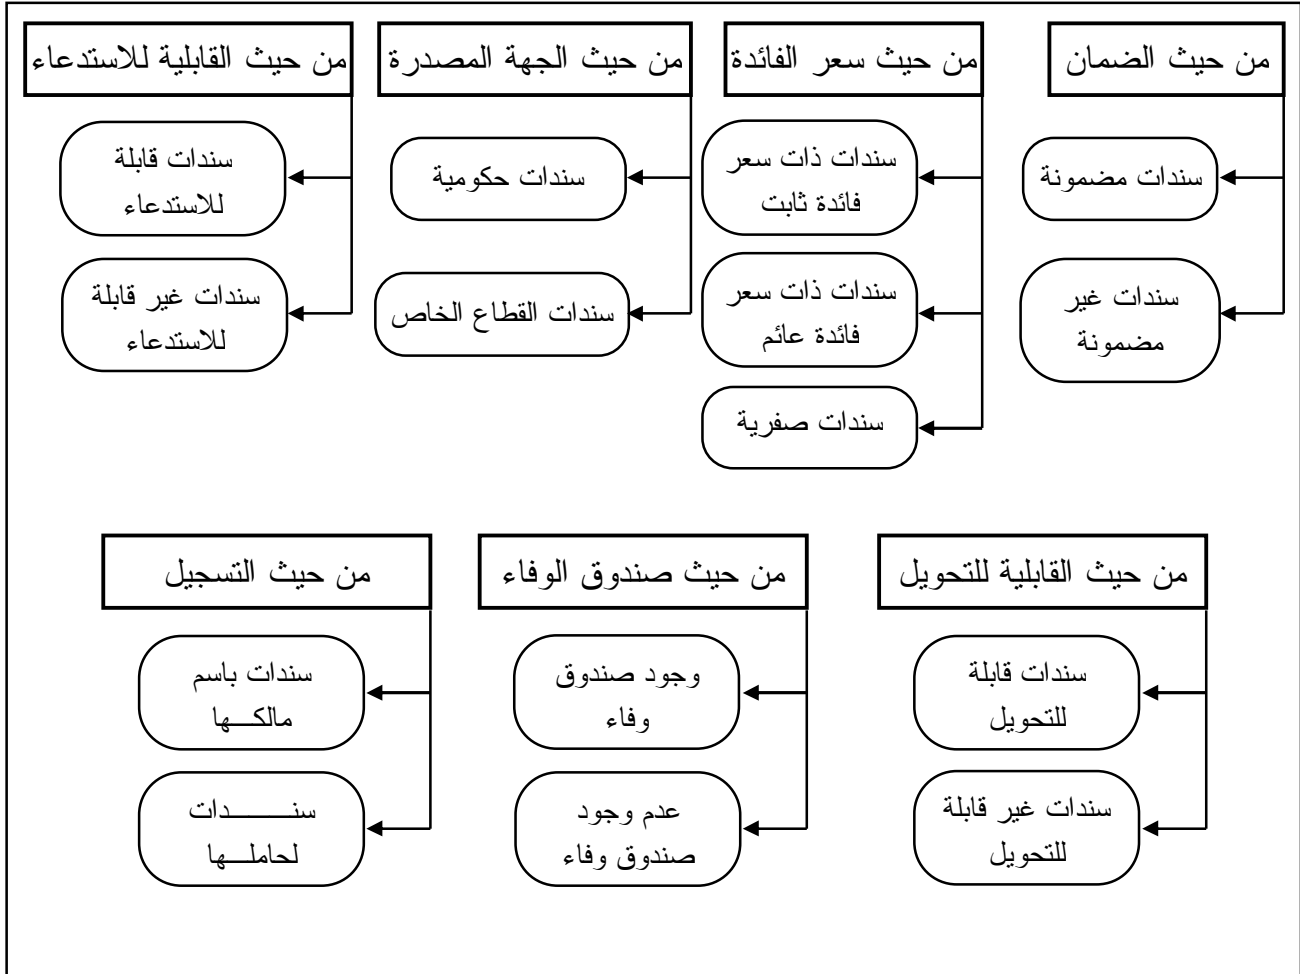 من حيث الضمان
سندات مضمونة
سندات غير
مضمونة
من حيث سعر الفائدة
سندات ذات سعر
فائدة ثابت
سندات ذات سعر
فائدة عائم
سندات صفرية
من حيث الجهة المصدرة
سندات حكومية
سندات القطاع الخاص
من حيث القابلية للاستدعاء
سندات قابلة
للاستدعاء
سندات غير قابلة
للاستدعاء
من حيث القابلية للتحويل
سندات قابلة
للتحويل
سندات غير قابلة
للتحويل
من حيث صندوق الوفاء
وجود صندوق
وفاء
عدم وجود
صندوق وفاء
من حيث التسجيل
سندات باسم
مالكـــها
سنـــــــدات
لحاملـــها